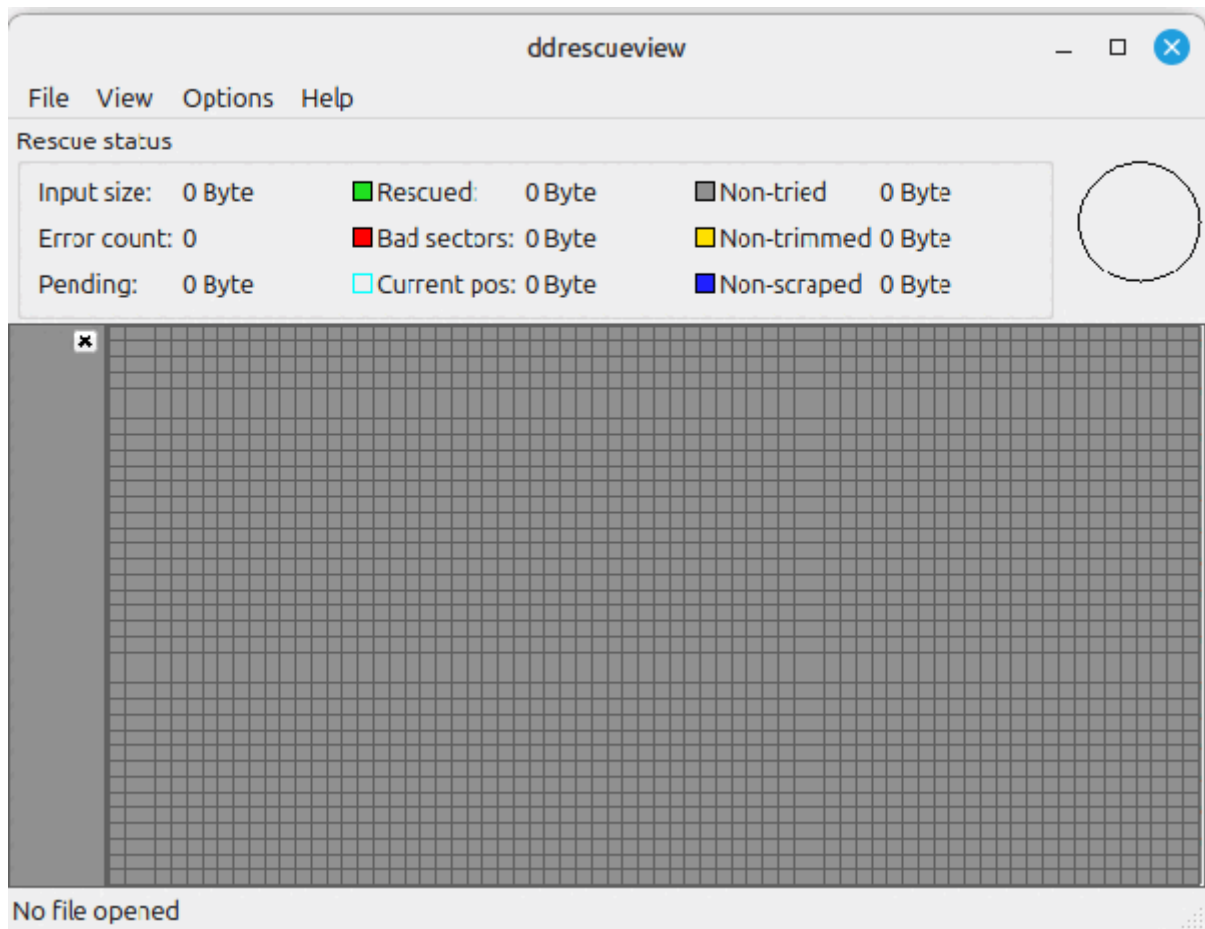 ddrescueview
File View Options Help
Rescue status
Input size: 0 Byte Rescued: 0 Byte Non-tried 0 Byte
Error count: 0 Bad sectors: 0 Byte Non-trimmed 0 Byte
Pending: 0 Byte Current pos: 0 Byte Non-scraped 0 Byte
No file opened